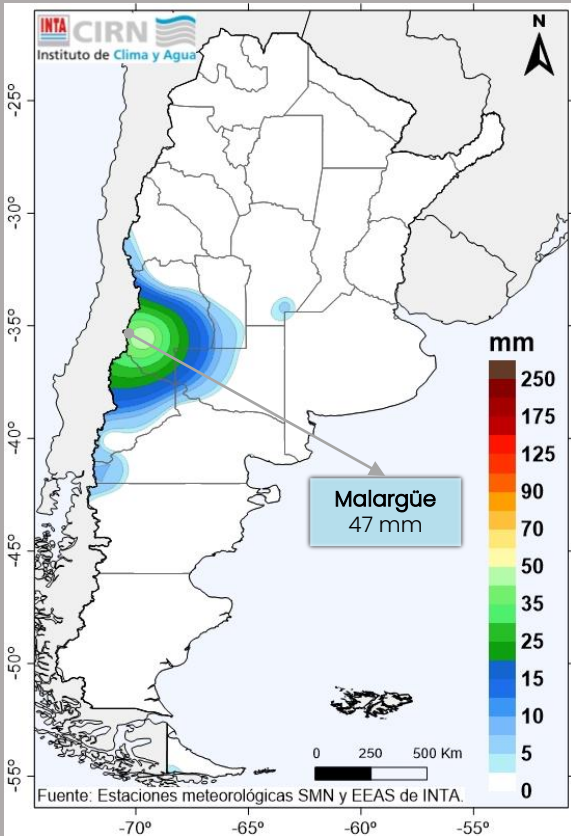 INTA CIRN
Instituto de Clima y Agua
N
-25°
-30°
-35°
-40°
-45°
-50°
-55°
mm
250
175
125
90
70
50
35
25
15
10
5
0
Malargüe
47 mm
0 250 500 Km
Fuente: Estaciones meteorológicas SMN y EEAS de INTA.
-70° -65° -60° -55°